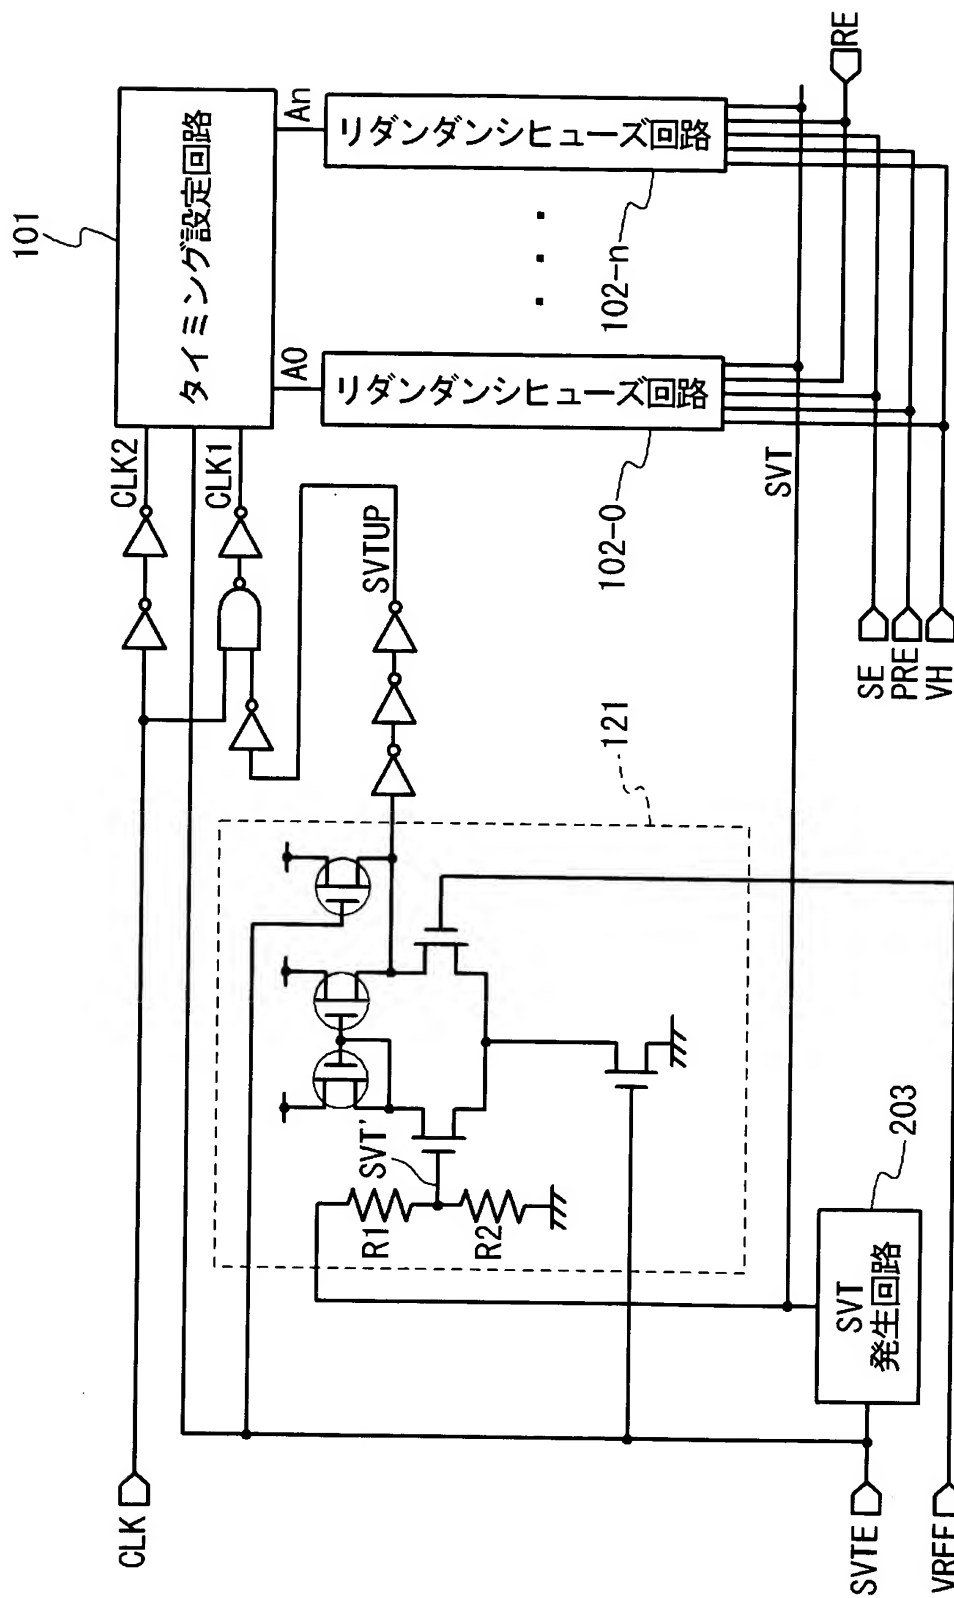 101
タイミング設定回路
CLK2
CLK1
A0
An
リダンダンシヒューズ回路
リダンダンシヒューズ回路
102-0
102-n
SVTUP
SVT
SE
PRE
VH
RE
121
SVT'
R1
R2
SVT
発生回路
203
CLK
SVTE
VREF